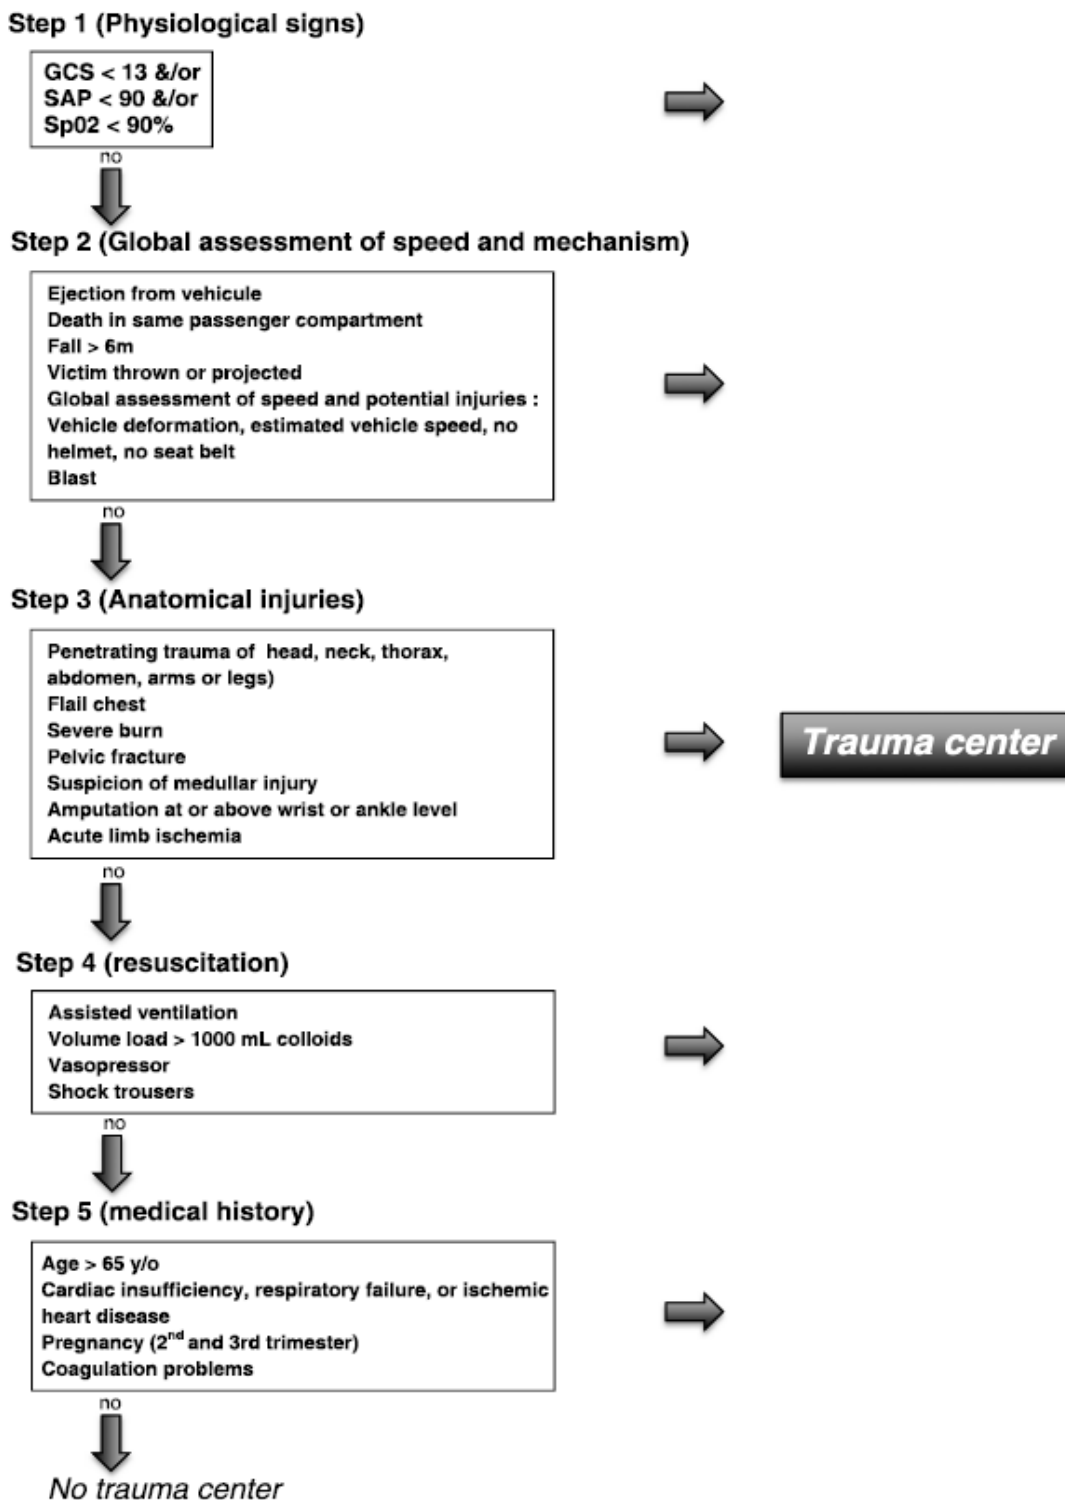 Step 1 (Physiological signs)
GCS < 13 &/or
SAP < 90 &/or
Sp02 < 90%
no
Step 2 (Global assessment of speed and mechanism)
Ejection from vehicule
Death in same passenger compartment
Fall > 6m
Victim thrown or projected
Global assessment of speed and potential injuries :
Vehicle deformation, estimated vehicle speed, no
helmet, no seat belt
Blast
no
Step 3 (Anatomical injuries)
Penetrating trauma of head, neck, thorax,
abdomen, arms or legs)
Flail chest
Severe burn
Pelvic fracture
Suspicion of medullar injury
Amputation at or above wrist or ankle level
Acute limb ischemia
Trauma center
no
Step 4 (resuscitation)
Assisted ventilation
Volume load > 1000 mL colloids
Vasopressor
Shock trousers
no
Step 5 (medical history)
Age > 65 y/o
Cardiac insufficiency, respiratory failure, or ischemic
heart disease
Pregnancy (2nd and 3rd trimester)
Coagulation problems
no
No trauma center